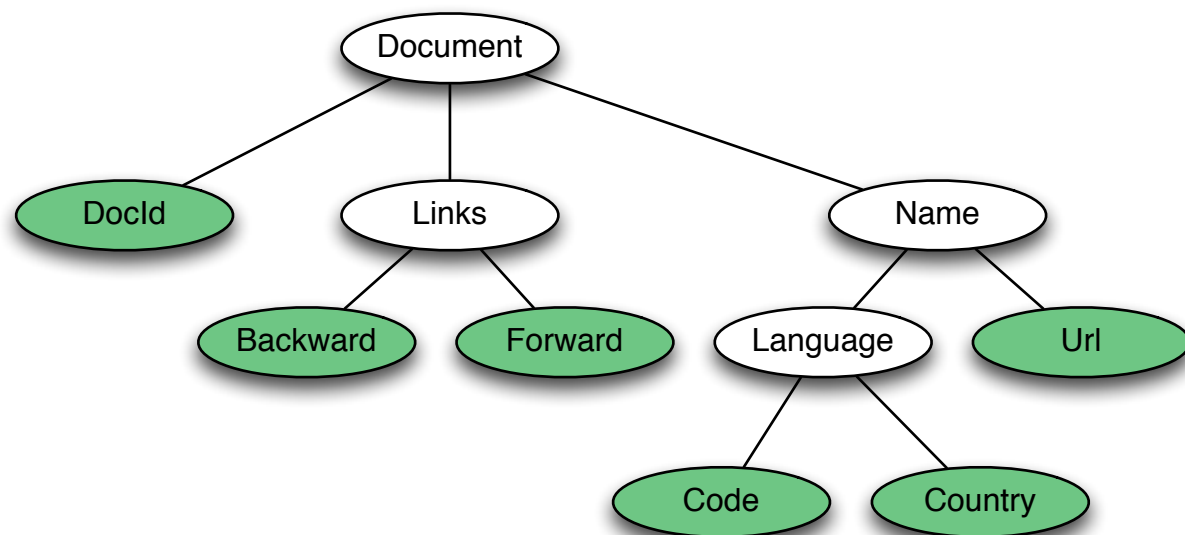 Document
DocId
Links
Name
Backward
Forward
Language
Url
Code
Country